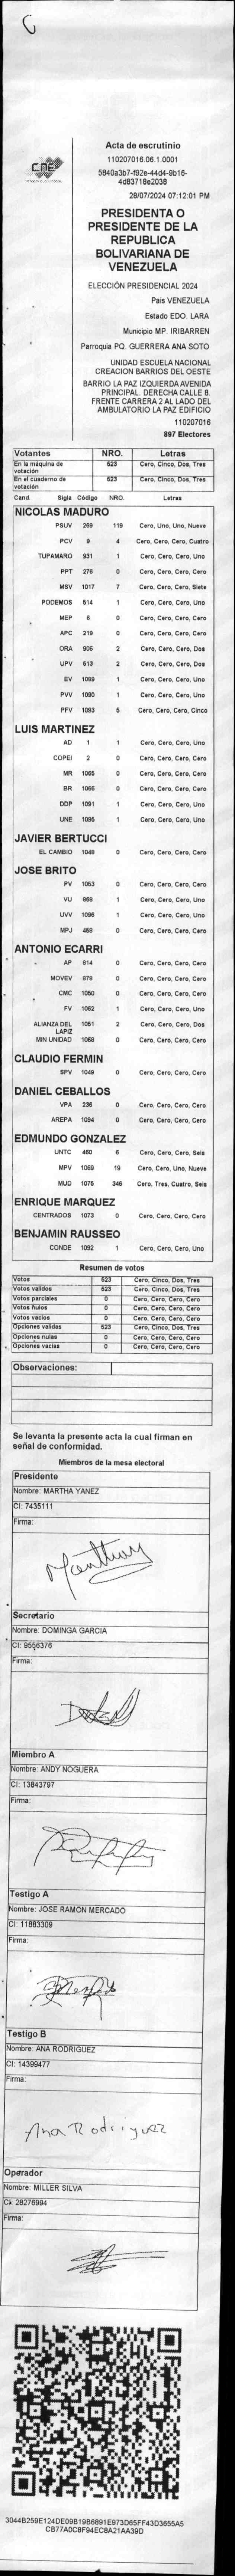 CNE
Acta de escrutinio
110207016.06.1.0001
5840a3b7-f92e-44d4-9b16-
4d83718e2038
28/07/2024 07:12:01 PM
PRESIDENTA O
PRESIDENTE DE LA
REPUBLICA
BOLIVARIANA DE
VENEZUELA
ELECCIÓN PRESIDENCIAL 2024
Pais VENEZUELA
Estado EDO. LARA
Municipio MP. IRIBARREN
Parroquia PQ. GUERRERA ANA SOTO
UNIDAD ESCUELA NACIONAL
CREACION BARRIOS DEL OESTE
BARRIO LA PAZ IZQUIERDA AVENIDA
PRINCIPAL. DERECHA CALLE 8.
FRENTE CARRERA 2 AL LADO DEL
AMBULATORIO LA PAZ EDIFICIO
110207016
897 Electores
Votantes NRO. Letras
En la máquina de votación 523 Cero, Cinco, Dos, Tres
En el cuaderno de votación 523 Cero, Cinco, Dos, Tres
Cand. Sigla Código NRO. Letras
NICOLAS MADURO
PSUV 269 119 Cero, Uno, Uno, Nueve
PCV 9 4 Cero, Cero, Cero, Cuatro
TUPAMARO 931 1 Cero, Cero, Cero, Uno
PPT 276 0 Cero, Cero, Cero, Cero
MSV 1017 7 Cero, Cero, Cero, Siete
PODEMOS 514 1 Cero, Cero, Cero, Uno
MEP 6 0 Cero, Cero, Cero, Cero
APC 219 0 Cero, Cero, Cero, Cero
ORA 906 2 Cero, Cero, Cero, Dos
UPV 513 2 Cero, Cero, Cero, Dos
EV 1089 1 Cero, Cero, Cero, Uno
PVV 1090 1 Cero, Cero, Cero, Uno
PFV 1093 5 Cero, Cero, Cero, Cinco
LUIS MARTINEZ
AD 1 1 Cero, Cero, Cero, Uno
COPEI 2 0 Cero, Cero, Cero, Cero
MR 1065 0 Cero, Cero, Cero, Cero
BR 1066 0 Cero, Cero, Cero, Cero
DDP 1091 1 Cero, Cero, Cero, Uno
UNE 1095 1 Cero, Cero, Cero, Uno
JAVIER BERTUCCI
EL CAMBIO 1048 0 Cero, Cero, Cero, Cero
JOSE BRITO
PV 1053 0 Cero, Cero, Cero, Cero
VU 868 1 Cero, Cero, Cero, Uno
UVV 1096 1 Cero, Cero, Cero, Uno
MPJ 458 0 Cero, Cero, Cero, Cero
ANTONIO ECARRI
AP 814 0 Cero, Cero, Cero, Cero
MOVEV 878 0 Cero, Cero, Cero, Cero
CMC 1050 0 Cero, Cero, Cero, Cero
FV 1062 1 Cero, Cero, Cero, Uno
ALIANZA DEL LAPIZ 1051 2 Cero, Cero, Cero, Dos
MIN UNIDAD 1068 0 Cero, Cero, Cero, Cero
CLAUDIO FERMIN
SPV 1049 0 Cero, Cero, Cero, Cero
DANIEL CEBALLOS
VPA 236 0 Cero, Cero, Cero, Cero
AREPA 1094 0 Cero, Cero, Cero, Cero
EDMUNDO GONZALEZ
UNTC 460 6 Cero, Cero, Cero, Seis
MPV 1069 19 Cero, Cero, Uno, Nueve
MUD 1075 346 Cero, Tres, Cuatro, Seis
ENRIQUE MARQUEZ
CENTRADOS 1073 0 Cero, Cero, Cero, Cero
BENJAMIN RAUSSEO
CONDE 1092 1 Cero, Cero, Cero, Uno
Resumen de votos
Votos 523 Cero, Cinco, Dos, Tres
Votos validos 523 Cero, Cinco, Dos, Tres
Votos parciales 0 Cero, Cero, Cero, Cero
Votos nulos 0 Cero, Cero, Cero, Cero
Votos vacios 0 Cero, Cero, Cero, Cero
Opciones validas 523 Cero, Cinco, Dos, Tres
Opciones nulas 0 Cero, Cero, Cero, Cero
Opciones vacias 0 Cero, Cero, Cero, Cero
Observaciones:
Se levanta la presente acta la cual firman en
señal de conformidad.
Miembros de la mesa electoral
Presidente
Nombre: MARTHA YANEZ
CI: 7435111
Firma:
Secretario
Nombre: DOMINGA GARCIA
CI: 9556376
Firma:
Miembro A
Nombre: ANDY NOGUERA
CI: 13843797
Firma:
Testigo A
Nombre: JOSE RAMON MERCADO
CI: 11883309
Firma:
Testigo B
Nombre: ANA RODRIGUEZ
CI: 14399477
Firma:
Ana Rodriguez
Operador
Nombre: MILLER SILVA
CI: 28276994
Firma:
3044B259E124DE09B19B6891E973D65FF43D3655A5
CB77A0C8F94EC8A21AA39D